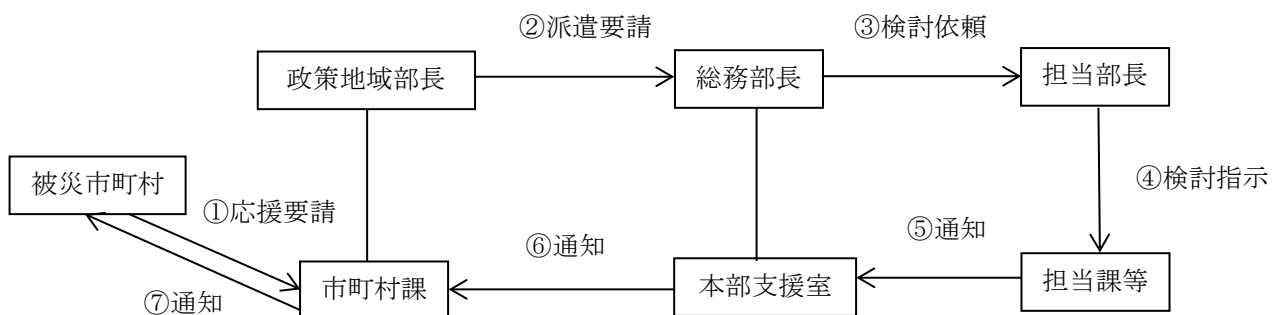 ②派遣要請
③検討依頼
政策地域部長
総務部長
担当部長
被災市町村
①応援要請
④検討指示
⑥通知
⑤通知
⑦通知
市町村課
本部支援室
担当課等